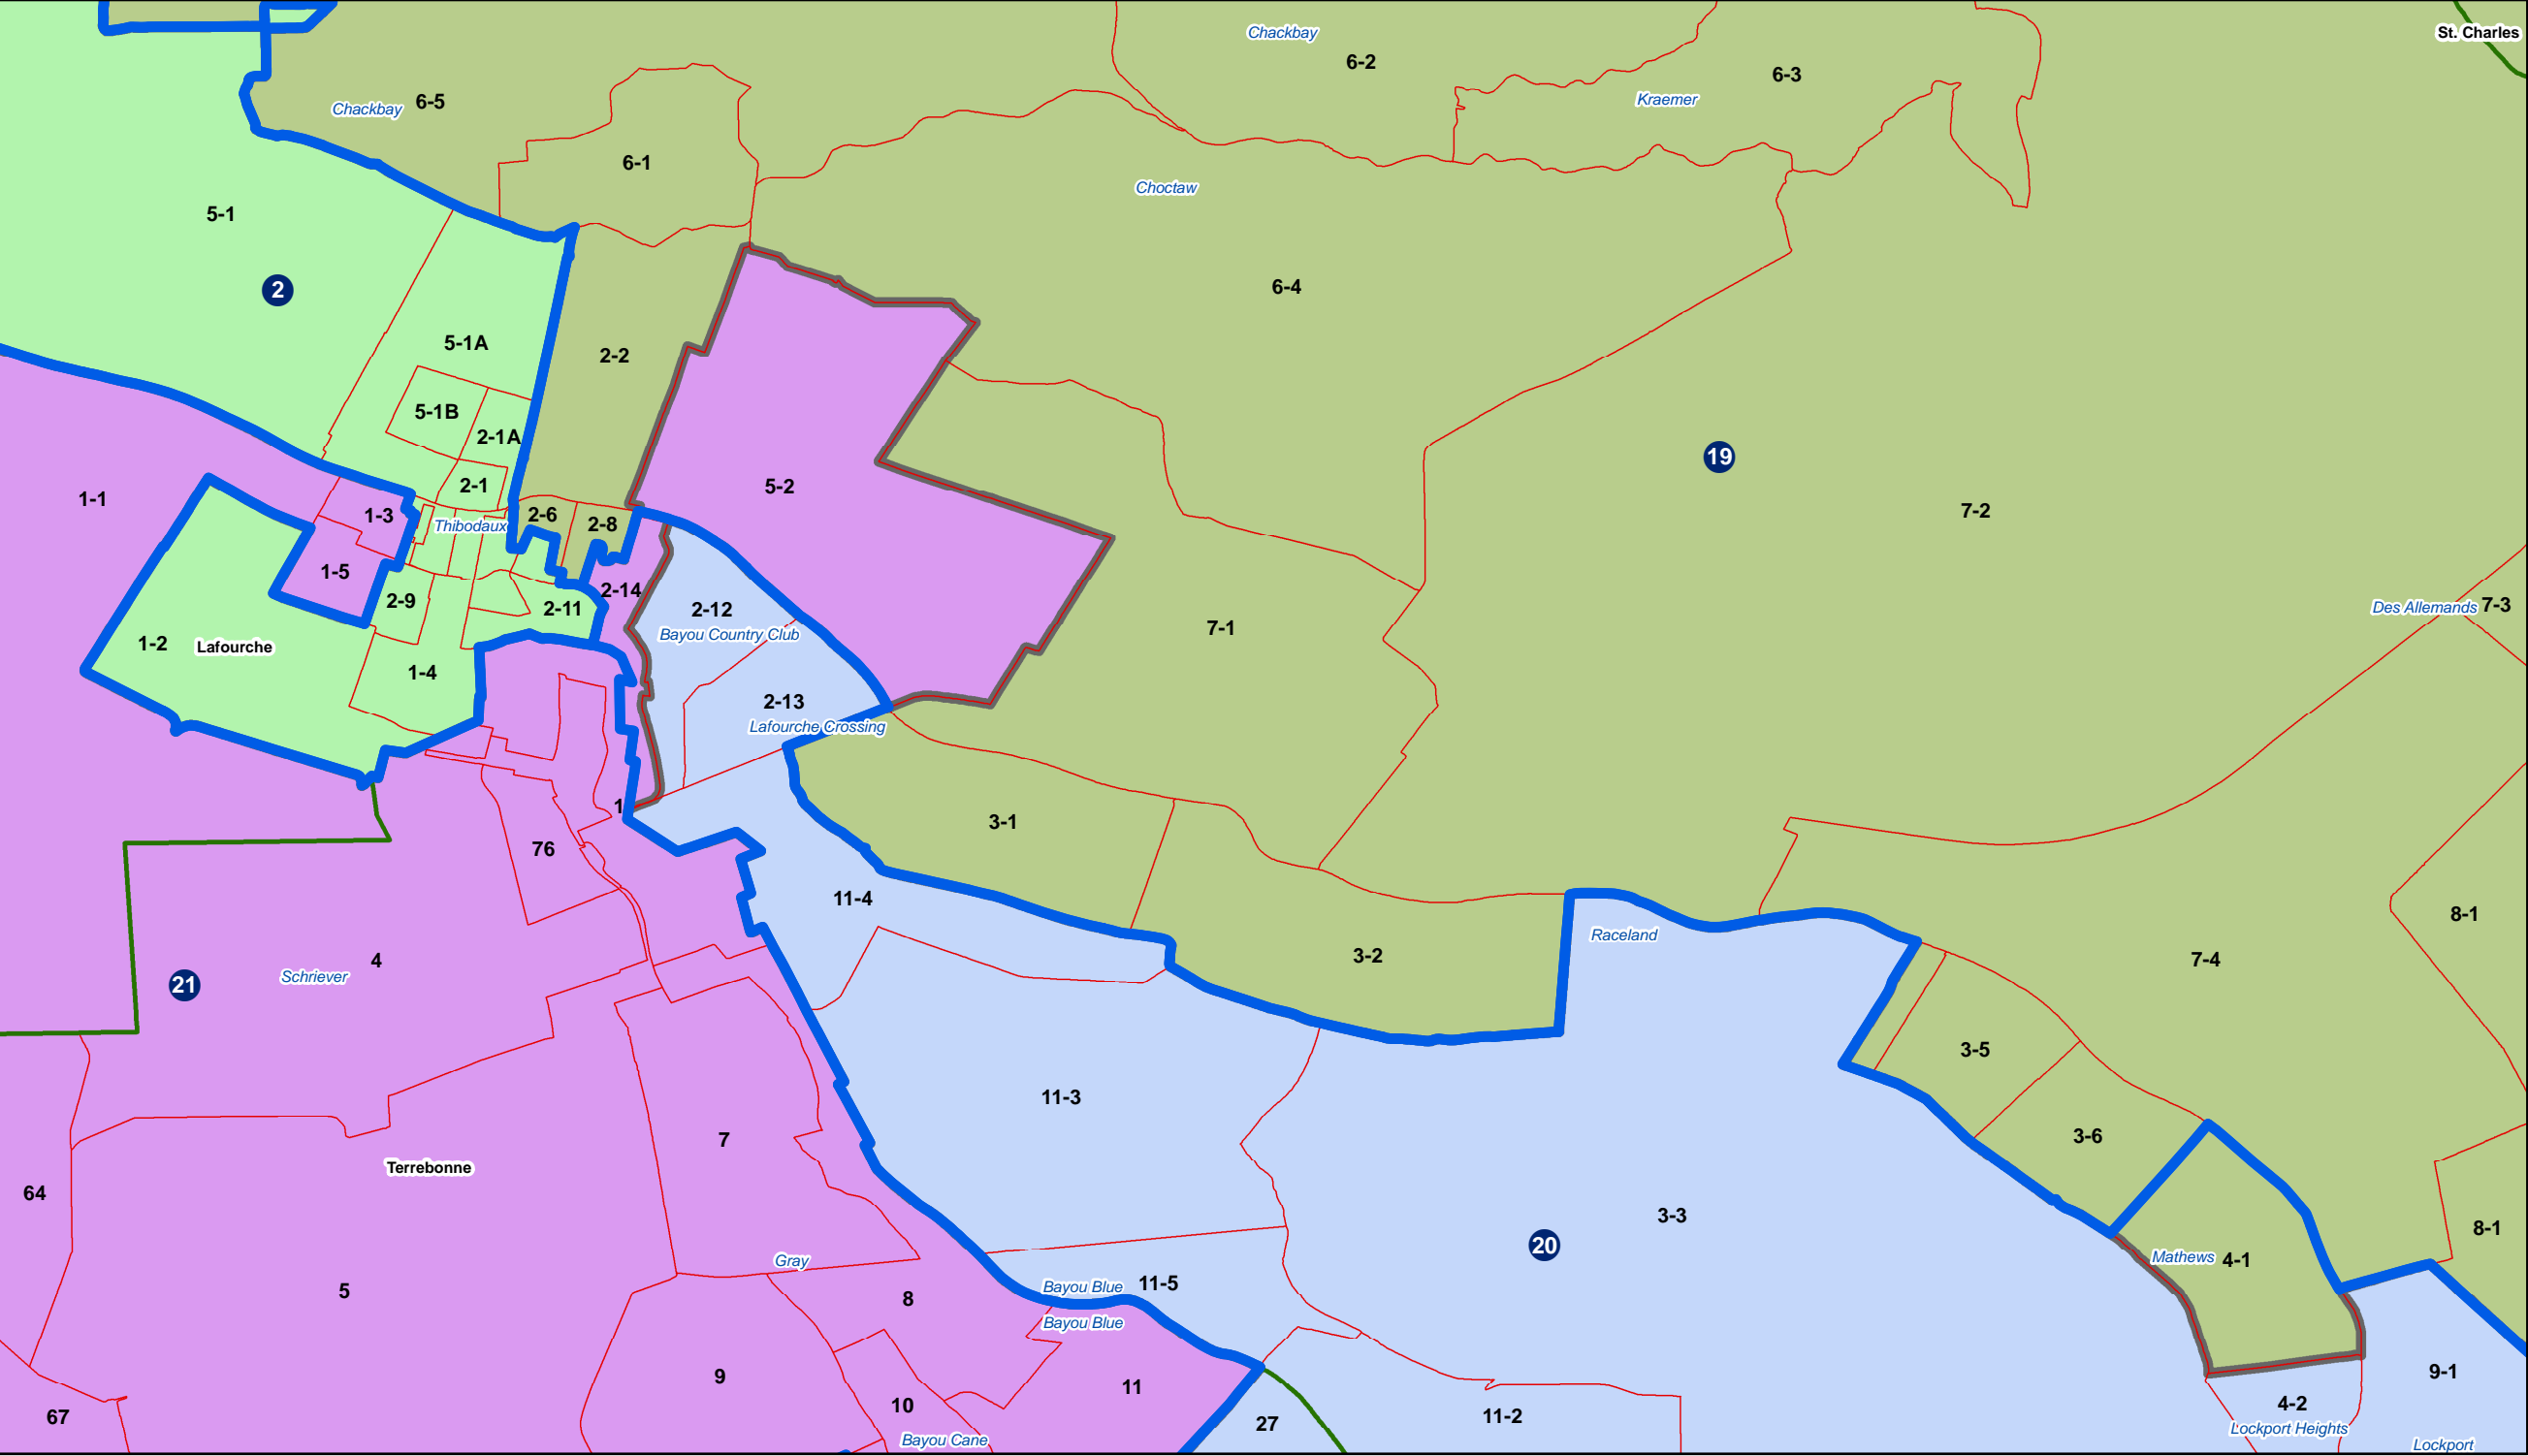 Chackbay
St. Charles
6-2
6-3
Kraemer
Chackbay
6-5
6-1
Choctaw
5-1
2
6-4
5-1A
2-2
5-1B
2-1A
19
2-1
5-2
1-1
7-2
1-3
2-6
2-8
Thibodaux
1-5
2-14
2-9
2-11
2-12
Des Allemands
7-3
7-1
Bayou Country Club
1-2
Lafourche
1-4
2-13
Lafourche Crossing
1
3-1
76
11-4
8-1
Raceland
3-2
7-4
4
Schriever
21
3-5
11-3
3-6
7
Terrebonne
64
3-3
8-1
20
Mathews
4-1
Gray
11-5
Bayou Blue
5
8
Bayou Blue
9-1
9
11
4-2
10
67
11-2
27
Lockport Heights
Bayou Cane
Lockport